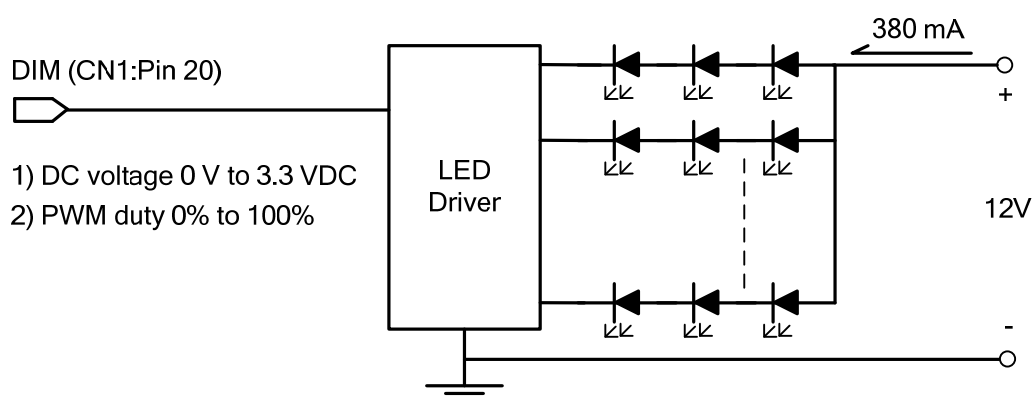 380 mA
DIM (CN1:Pin 20)
+
1) DC voltage 0 V to 3.3 VDC
2) PWM duty 0% to 100%
LED
Driver
12V
-